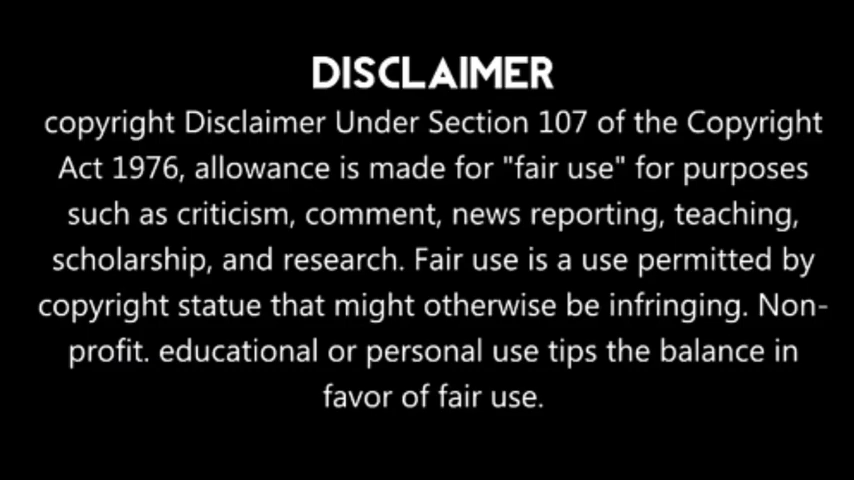 DISCLAIMER
copyright Disclaimer Under Section 107 of the Copyright
Act 1976, allowance is made for "fair use" for purposes
such as criticism, comment, news reporting, teaching,
scholarship, and research. Fair use is a use permitted by
copyright statue that might otherwise be infringing. Non-
profit. educational or personal use tips the balance in
favor of fair use.